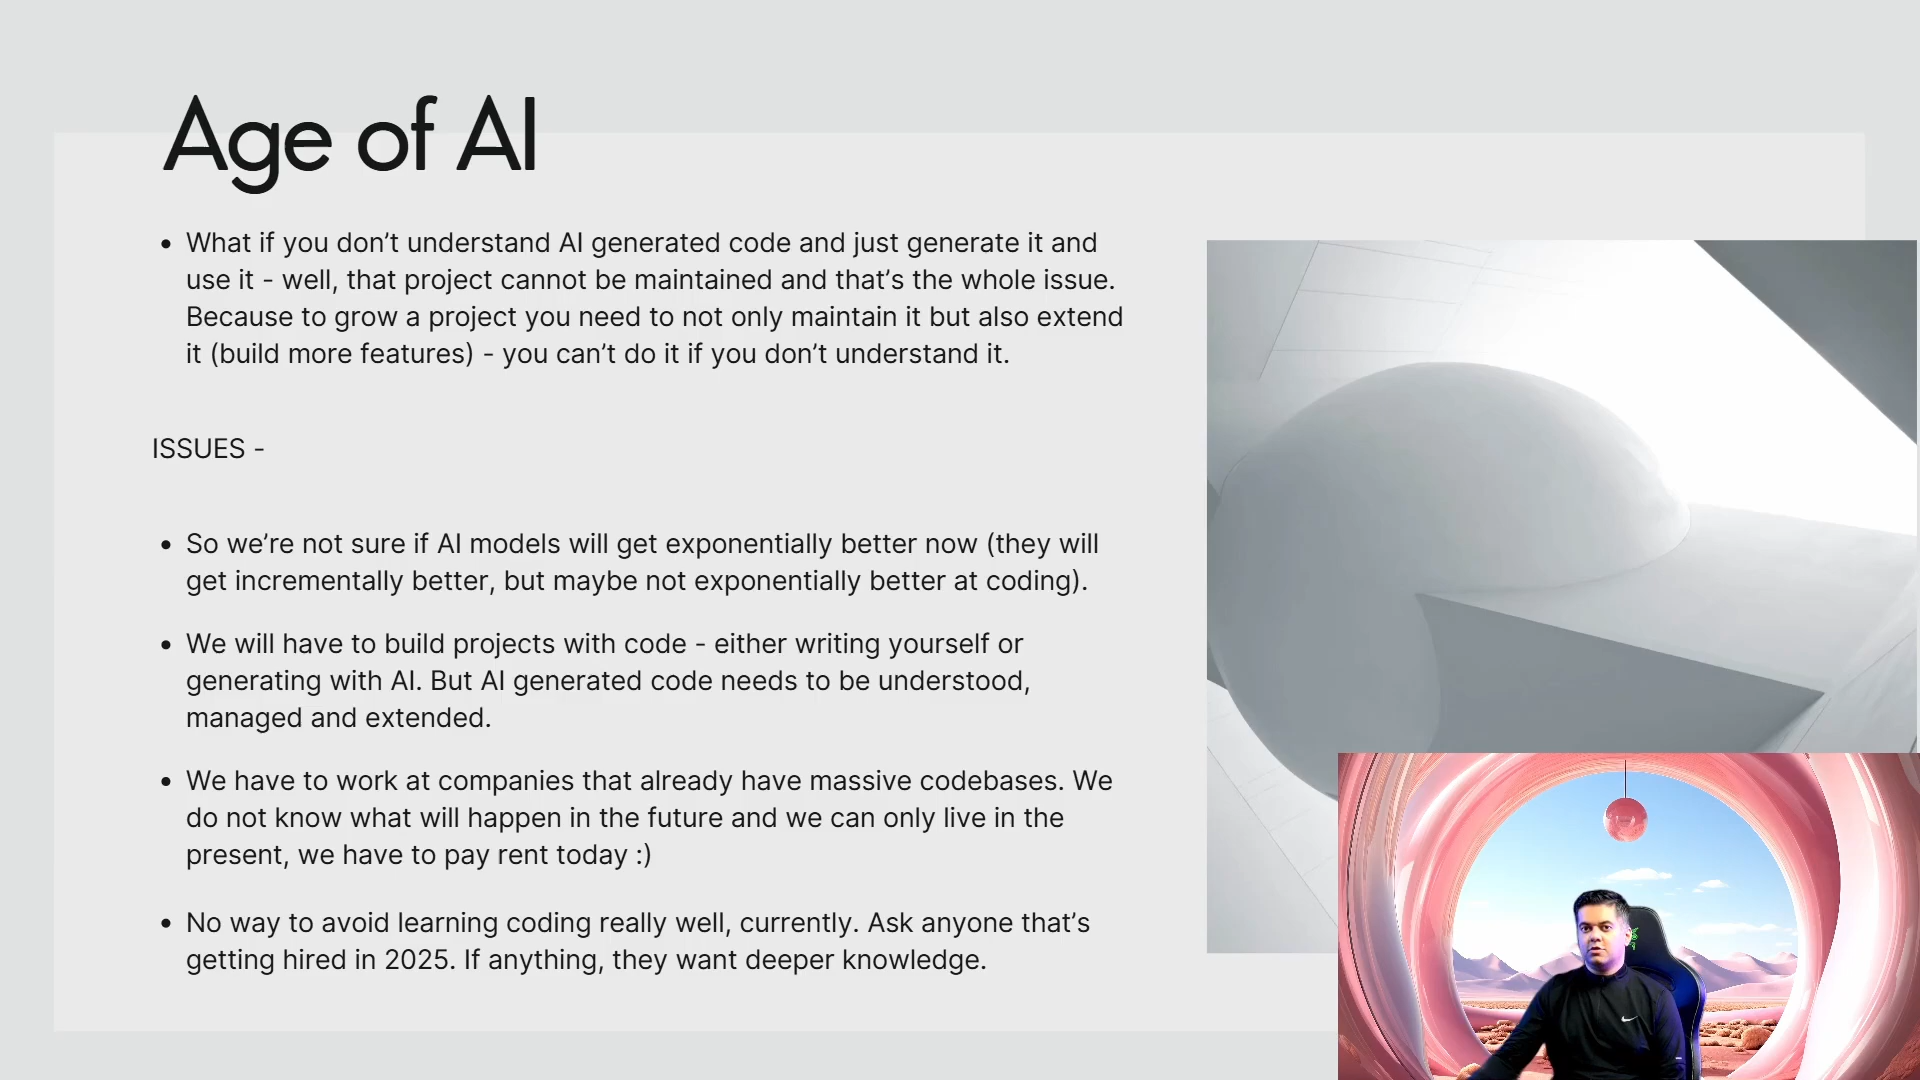 Age of AI
• What if you don’t understand AI generated code and just generate it and
use it - well, that project cannot be maintained and that’s the whole issue.
Because to grow a project you need to not only maintain it but also extend
it (build more features) - you can’t do it if you don’t understand it.
ISSUES -
• So we’re not sure if AI models will get exponentially better now (they will
get incrementally better, but maybe not exponentially better at coding).
• We will have to build projects with code - either writing yourself or
generating with AI. But AI generated code needs to be understood,
managed and extended.
• We have to work at companies that already have massive codebases. We
do not know what will happen in the future and we can only live in the
present, we have to pay rent today :)
• No way to avoid learning coding really well, currently. Ask anyone that’s
getting hired in 2025. If anything, they want deeper knowledge.